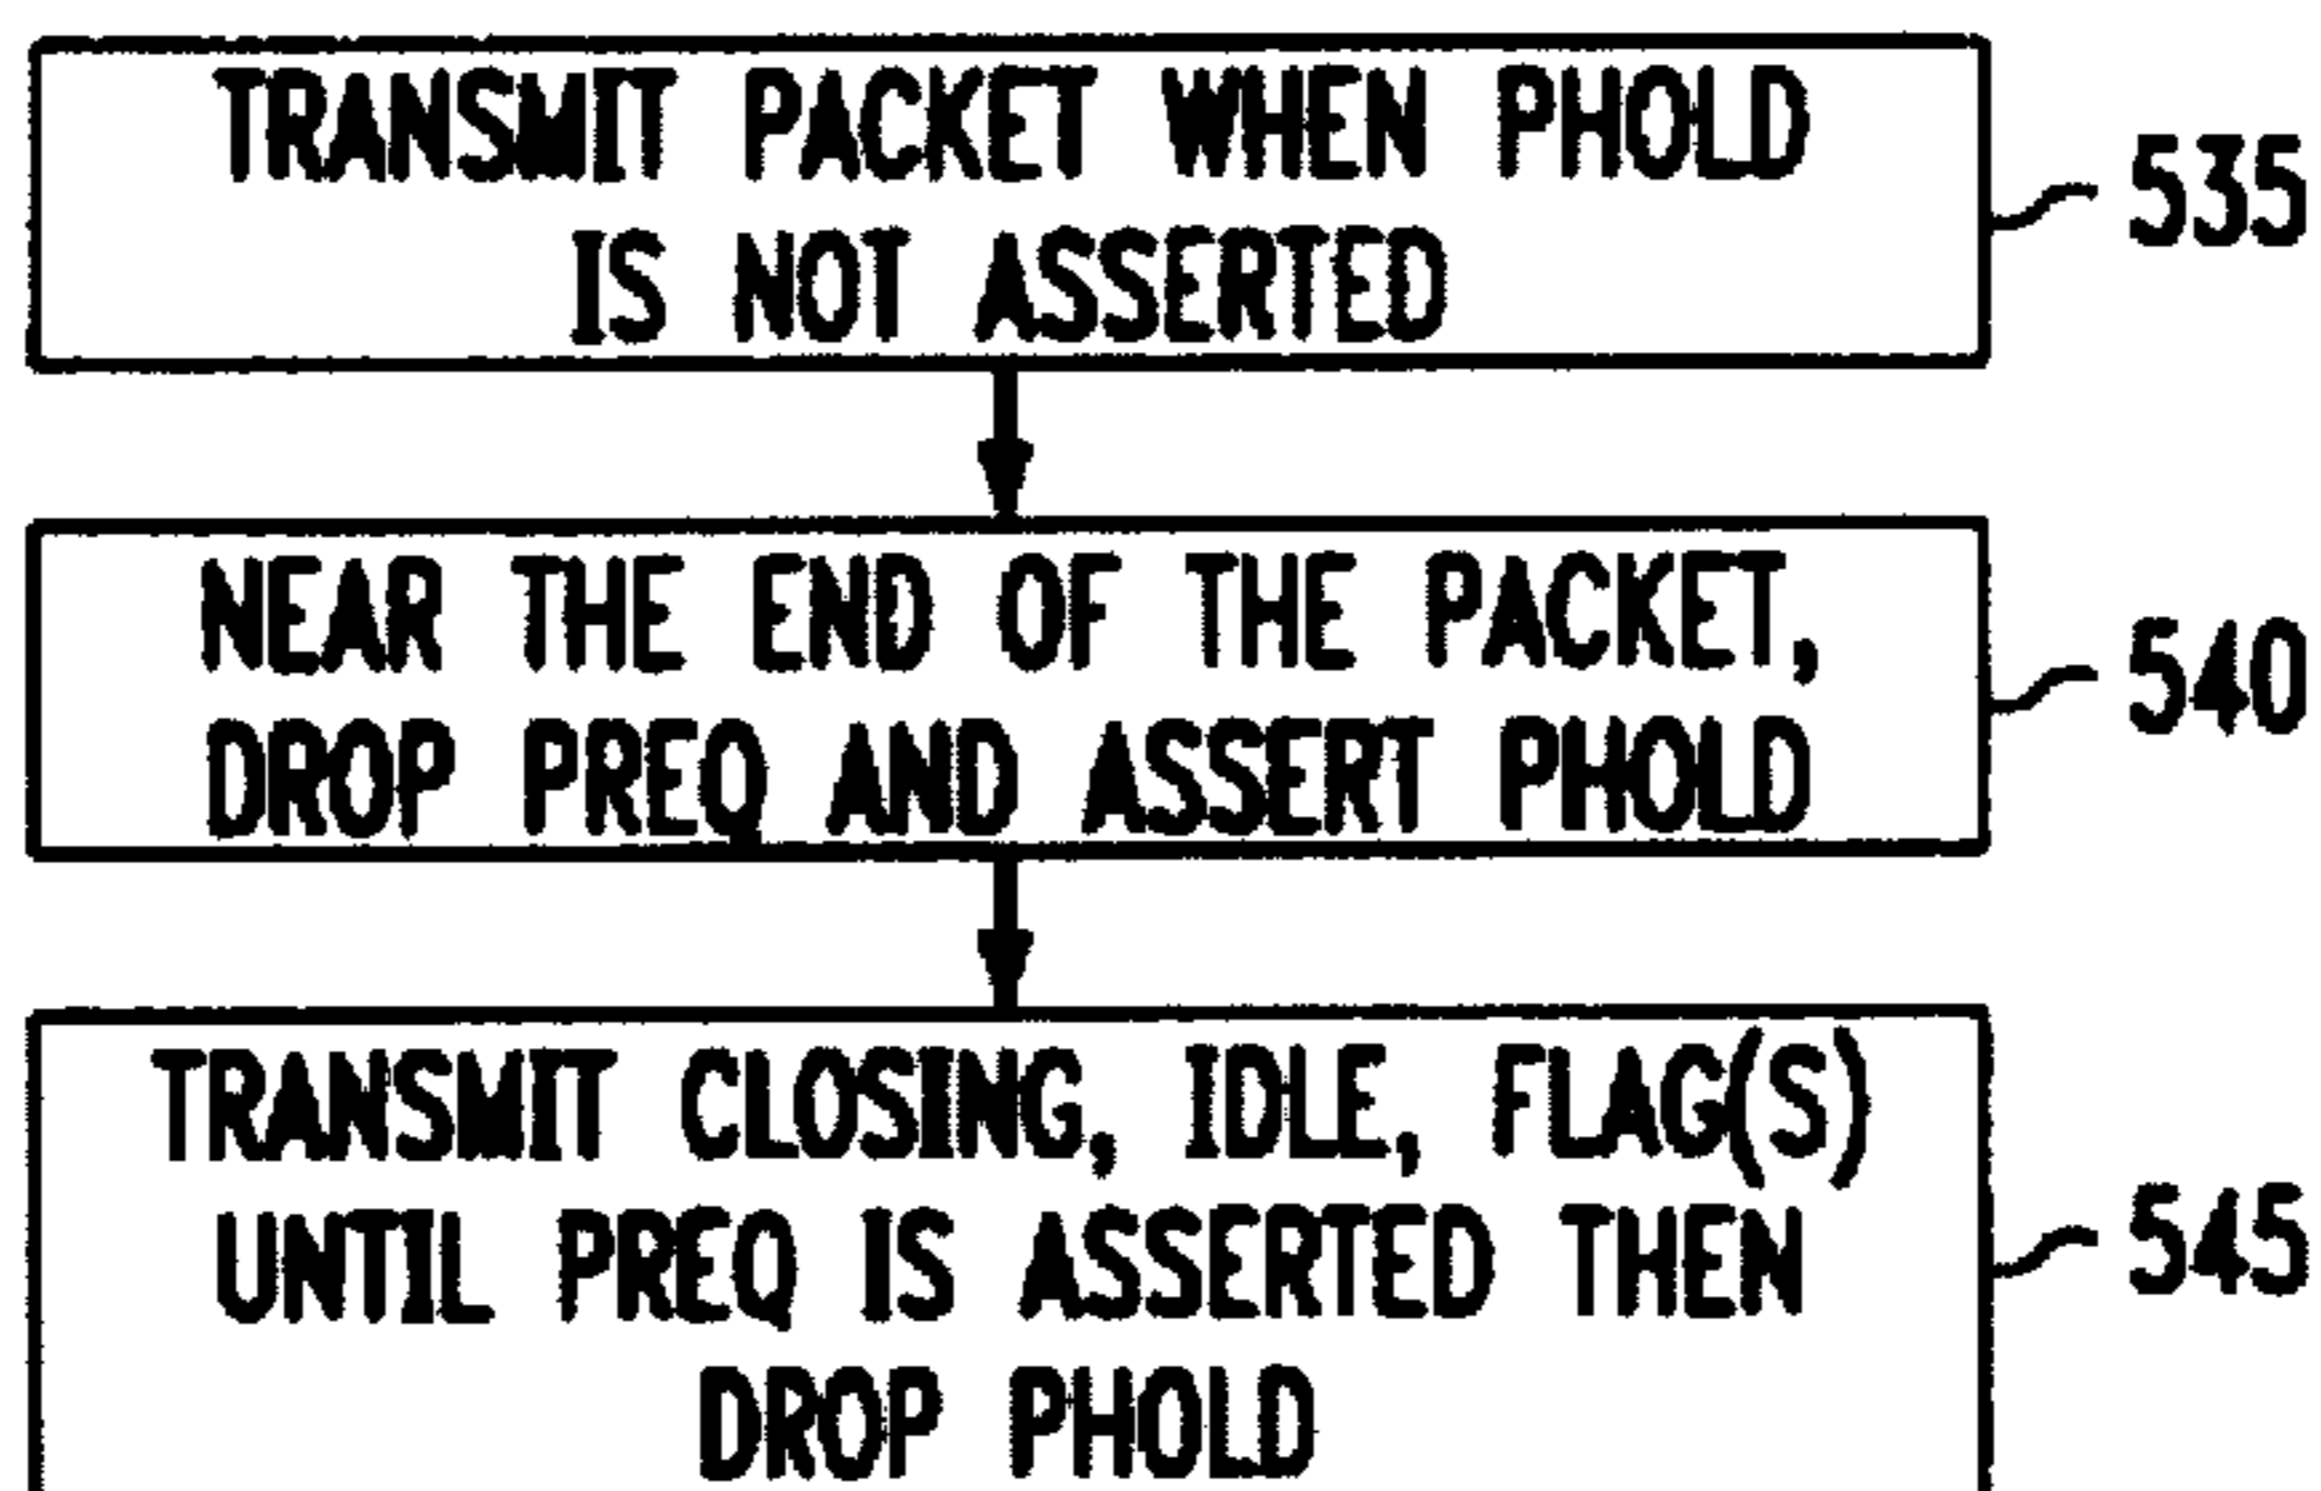 TRANSMIT PACKET WHEN PHOLD
IS NOT ASSERTED
535
NEAR THE END OF THE PACKET,
DROP PREQ AND ASSERT PHOLD
540
TRANSMIT CLOSING, IDLE, FLAG(S)
UNTIL PREQ IS ASSERTED THEN
DROP PHOLD
545